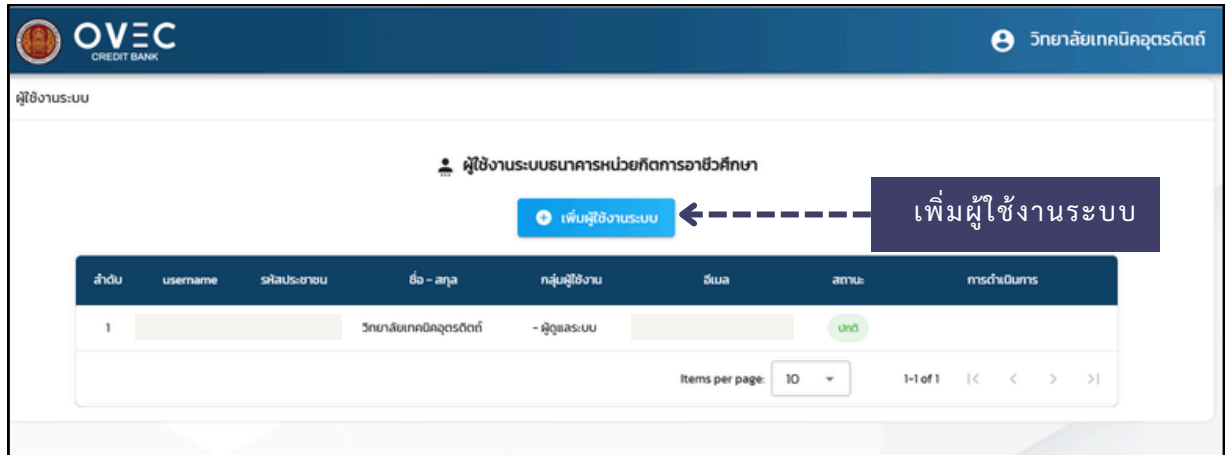 OVEC
CREDIT BANK
วิทยาลัยเทคนิคอุตรดิตถ์
ผู้ใช้งานระบบ
ผู้ใช้งานระบบธนาคารหน่วยกิตการอาชีวศึกษา
เพิ่มผู้ใช้งานระบบ
เพิ่มผู้ใช้งานระบบ
ลำดับ username รหัสประชาชน ชื่อ - สกุล กลุ่มผู้ใช้งาน อีเมล สถานะ การดำเนินการ
1 วิทยาลัยเทคนิคอุตรดิตถ์ - ผู้ดูแลระบบ ปกติ
Items per page: 10 1-1 of 1 |< < > >|